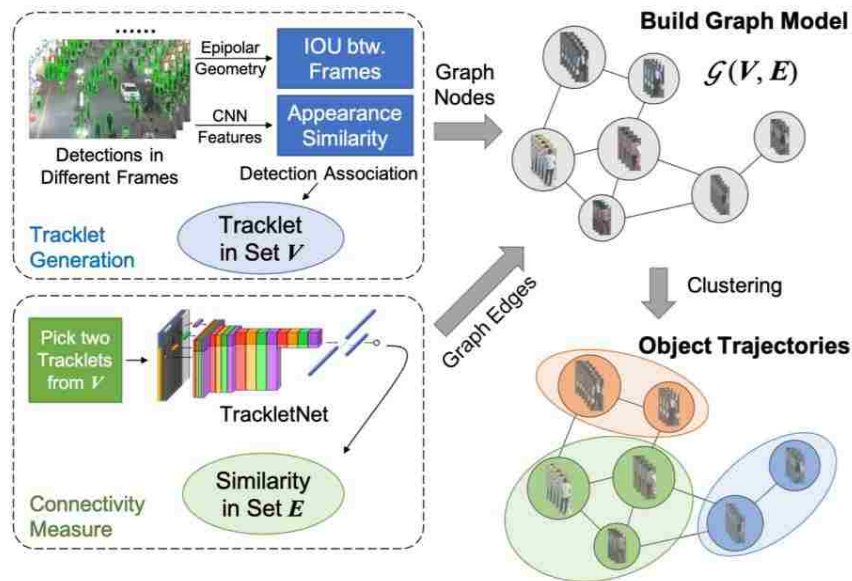 ......
Epipolar
Geometry
IOU btw.
Frames
CNN
Features
Appearance
Similarity
Detections in
Different Frames
Detection Association
Tracklet
Generation
Tracklet
in Set V
Graph
Nodes
Build Graph Model
G(V, E)
Pick two
Tracklets
from V
TrackletNet
Similarity
in Set E
Connectivity
Measure
Graph Edges
Clustering
Object Trajectories